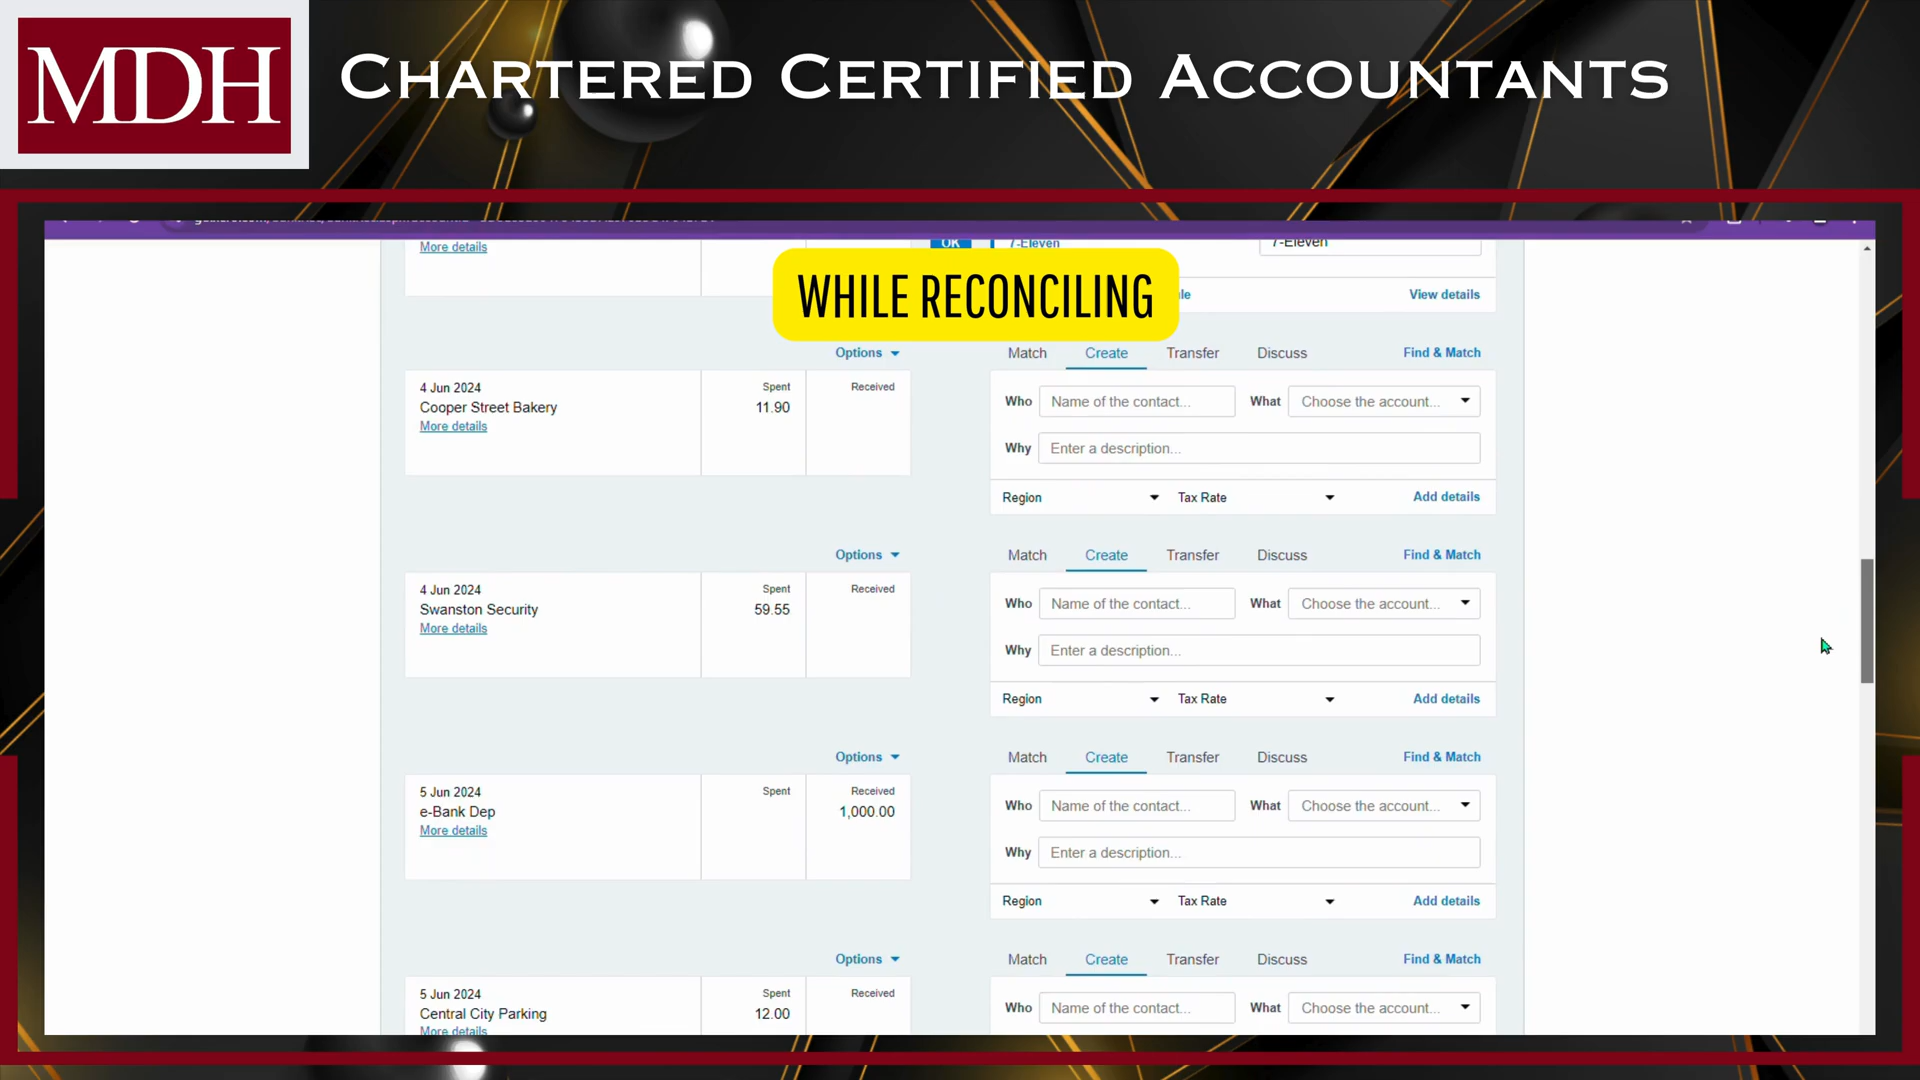 MDH
CHARTERED CERTIFIED ACCOUNTANTS
More details
OK
7-Eleven
7-Eleven
WHILE RECONCILING
View details
Options
Match Create Transfer Discuss Find & Match
4 Jun 2024 Spent Received
Cooper Street Bakery 11.90
More details
Who Name of the contact... What Choose the account...
Why Enter a description...
Region Tax Rate Add details
Options
Match Create Transfer Discuss Find & Match
4 Jun 2024 Spent Received
Swanston Security 59.55
More details
Who Name of the contact... What Choose the account...
Why Enter a description...
Region Tax Rate Add details
Options
Match Create Transfer Discuss Find & Match
5 Jun 2024 Spent Received
e-Bank Dep 1,000.00
More details
Who Name of the contact... What Choose the account...
Why Enter a description...
Region Tax Rate Add details
Options
Match Create Transfer Discuss Find & Match
5 Jun 2024 Spent Received
Central City Parking 12.00
More details
Who Name of the contact... What Choose the account...